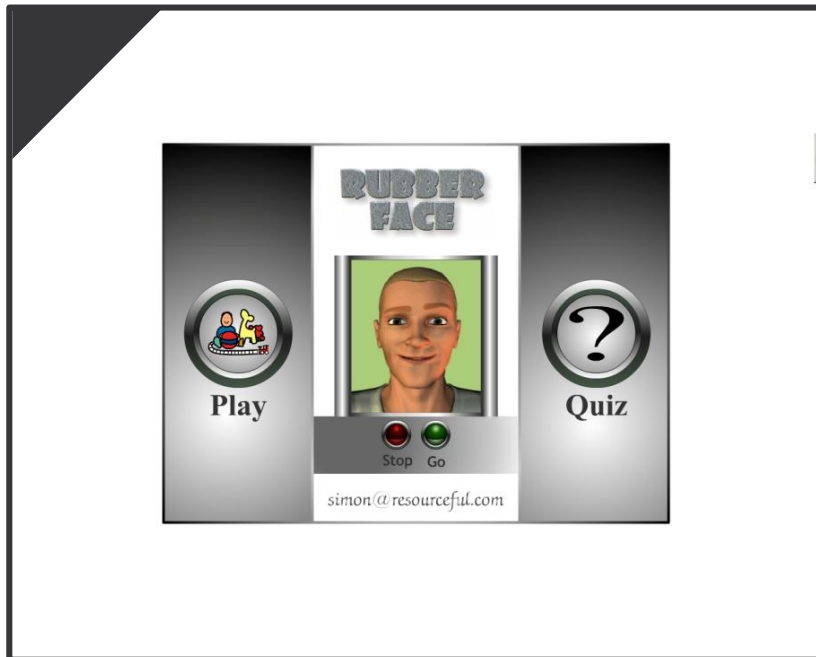 RUBBER
FACE
Play
Quiz
?
Stop Go
simon@resourceful.com